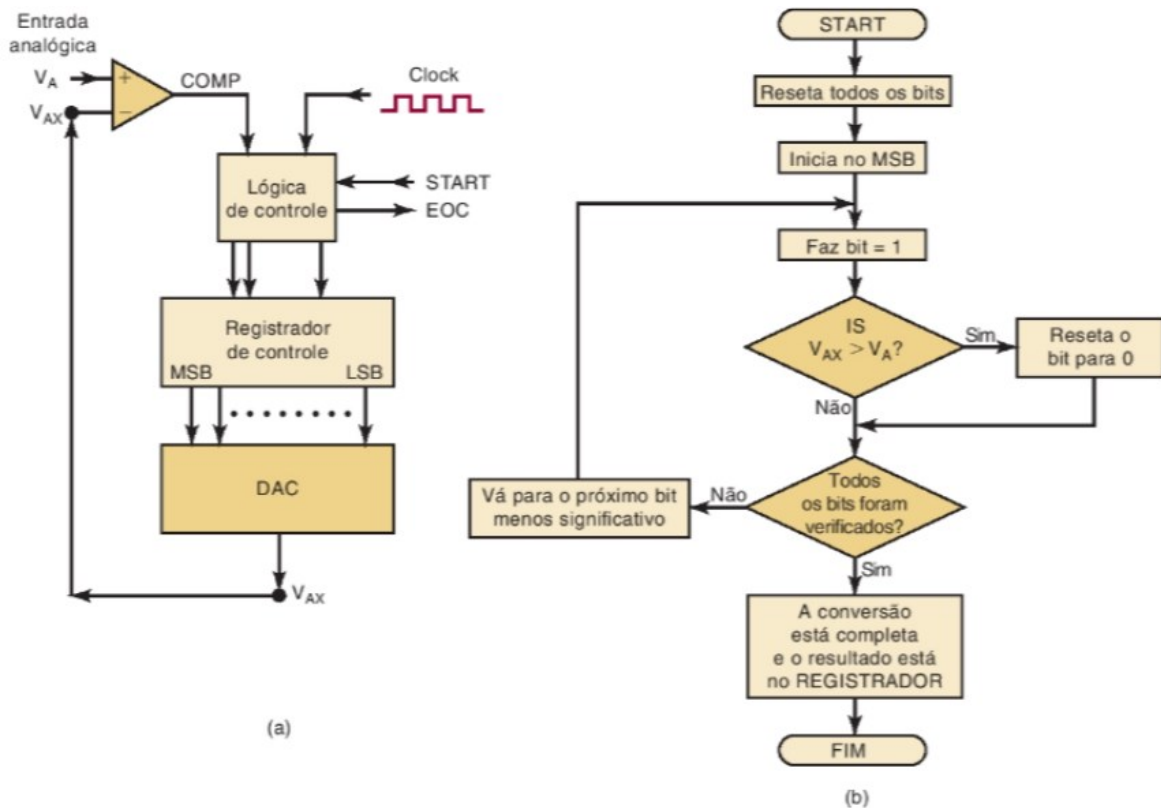 Entrada
analógica
V_A
+
COMP
V_AX
−
Clock
Lógica
de controle
START
EOC
Registrador
de controle
MSB
LSB
DAC
V_AX
(a)
START
Reseta todos os bits
Inicia no MSB
Faz bit = 1
IS
V_AX > V_A?
Sim
Reseta o
bit para 0
Não
Todos
os bits foram
verificados?
Não
Vá para o próximo bit
menos significativo
Sim
A conversão
está completa
e o resultado está
no REGISTRADOR
FIM
(b)